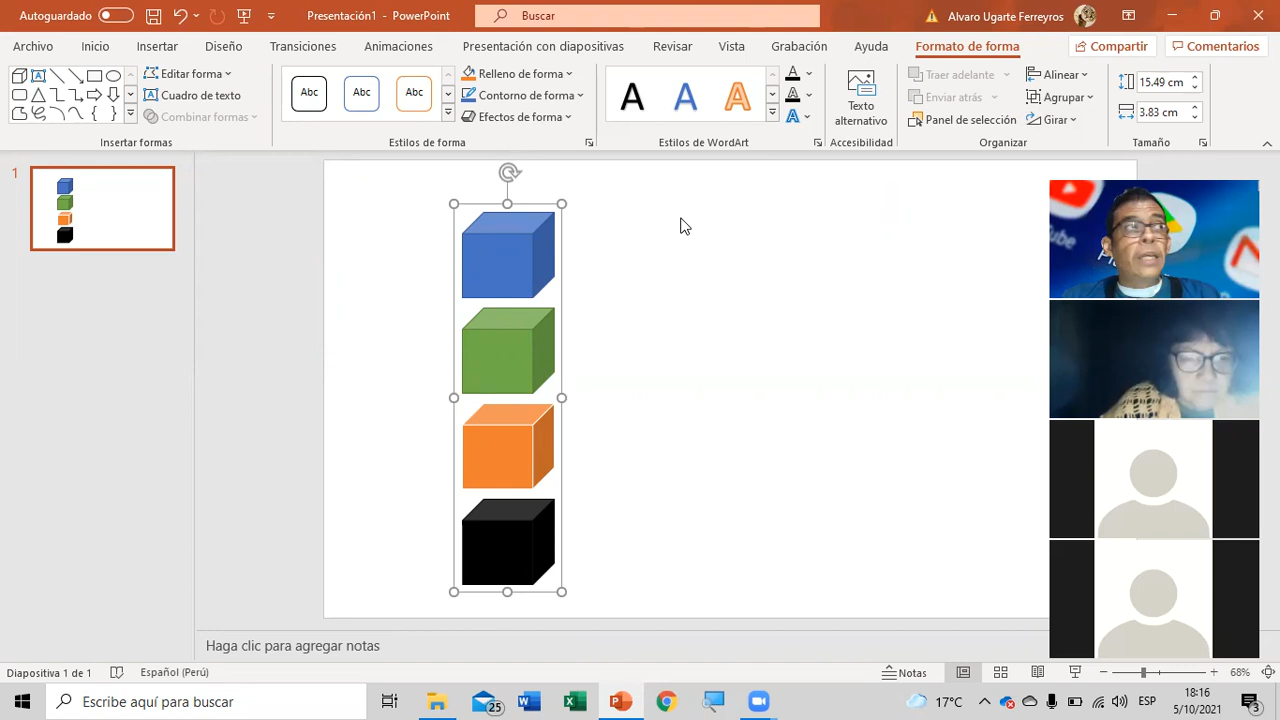 Autoguardado
Presentación1 - PowerPoint
Buscar
Alvaro Ugarte Ferreyros
Archivo Inicio Insertar Diseño Transiciones Animaciones Presentación con diapositivas Revisar Vista Grabación Ayuda Formato de forma Compartir Comentarios
Editar forma
Cuadro de texto
Combinar formas
Insertar formas
Abc Abc Abc
Relleno de forma
Contorno de forma
Efectos de forma
Estilos de forma
A A A
Estilos de WordArt
Texto
alternativo
Accesibilidad
Traer adelante
Enviar atrás
Panel de selección
Alinear
Agrupar
Girar
Organizar
15.49 cm
3.83 cm
Tamaño
1
Haga clic para agregar notas
Diapositiva 1 de 1 Español (Perú) Notas 68%
Escribe aquí para buscar
25
17°C
ESP
18:16
5/10/2021
3